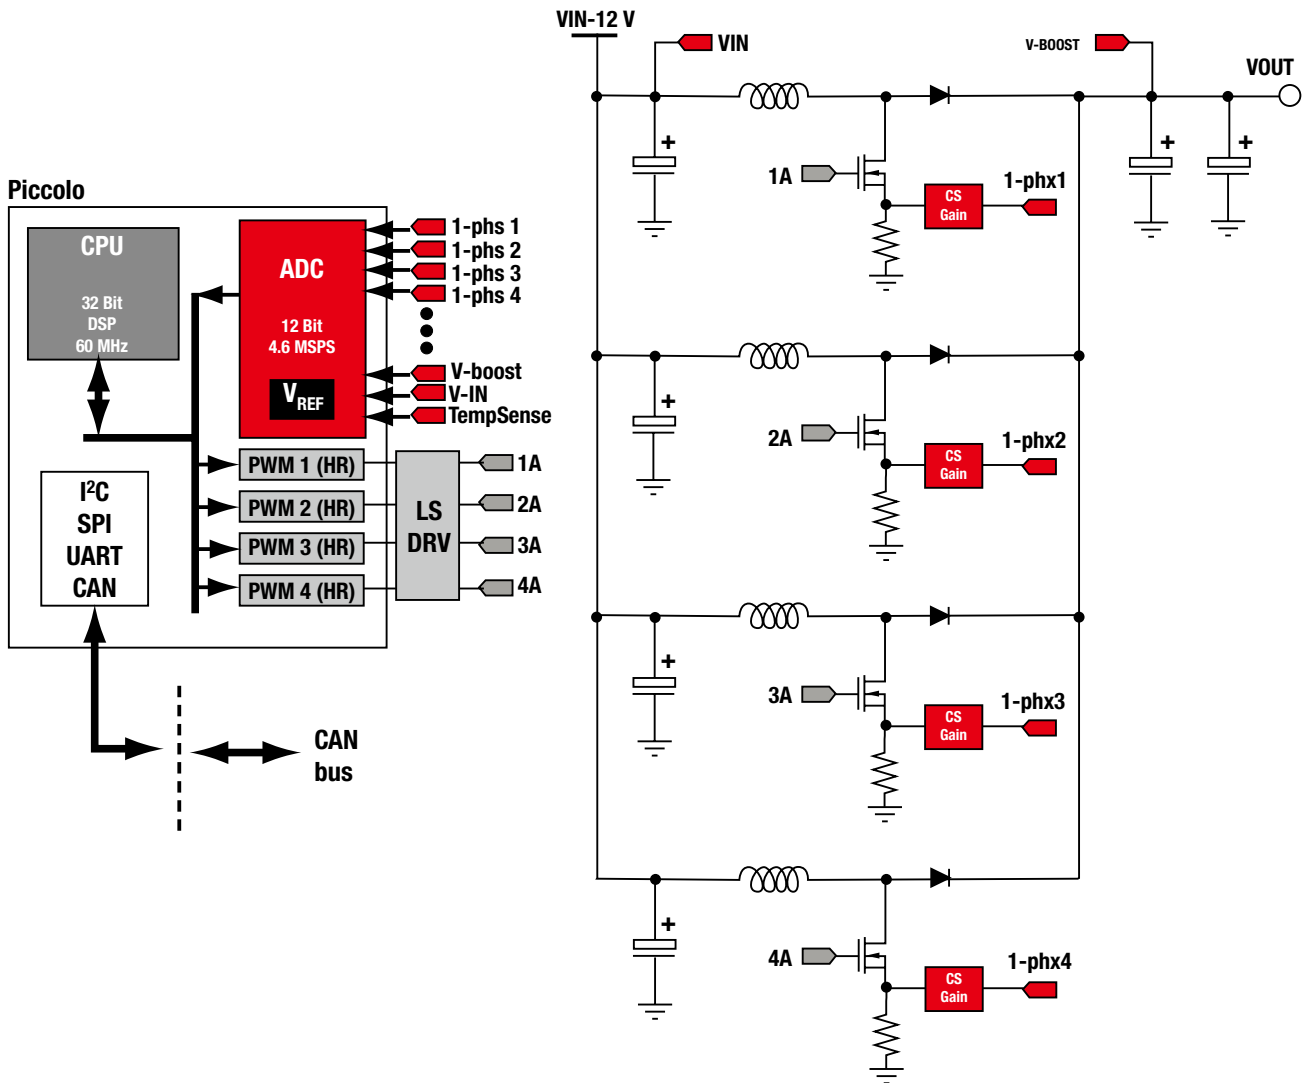 VIN-12 V
VIN
V-BOOST
VOUT
Piccolo
CPU
32 Bit
DSP
60 MHz
ADC
12 Bit
4.6 MSPS
VREF
1-phs 1
1-phs 2
1-phs 3
1-phs 4
V-boost
V-IN
TempSense
PWM 1 (HR)
PWM 2 (HR)
PWM 3 (HR)
PWM 4 (HR)
LS
DRV
1A
2A
3A
4A
I²C
SPI
UART
CAN
CAN
bus
+
+
+
1A
CS
Gain
1-phx1
+
2A
CS
Gain
1-phx2
+
3A
CS
Gain
1-phx3
+
4A
CS
Gain
1-phx4